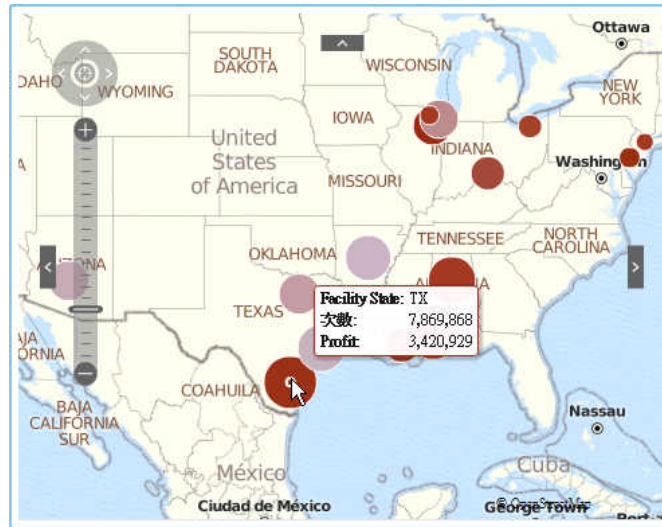 Ottawa
SOUTH
DAKOTA
WISCONSIN
WYOMING
NEW
YORK
IOWA
United
States
of America
INDIANA
MISSOURI
NORTH
CAROLINA
TENNESSEE
OKLAHOMA
TEXAS
Facility State: TX
次數: 7,869,868
Profit: 3,420,929
COAHUILA
BAJA
CALIFORNIA
SUR
Nassau
México
Cuba
Ciudad de México
George Town